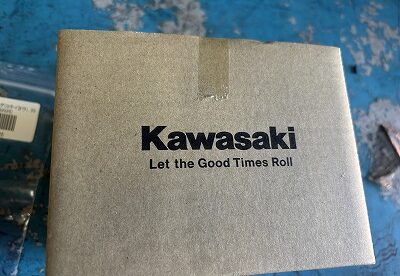 Kawasaki
Let the Good Times Roll